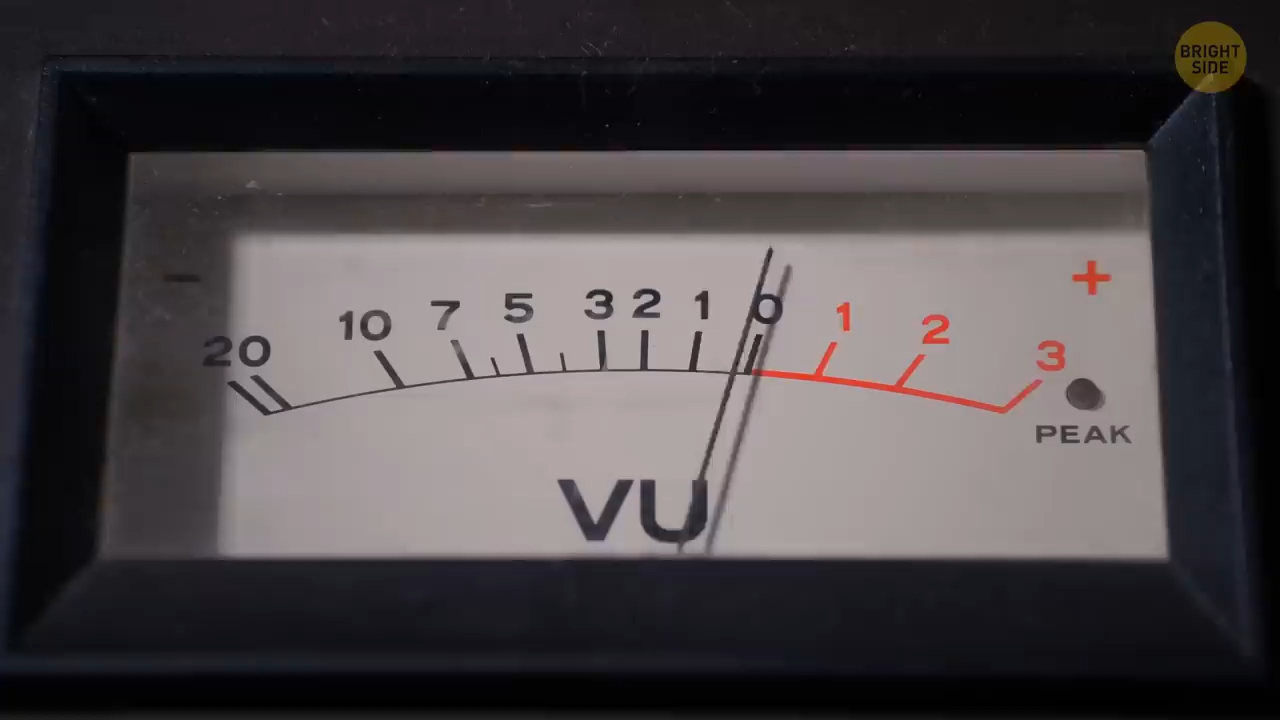 BRIGHT
SIDE
− +
20 10 7 5 3 2 1 0 1 2 3
PEAK
VU